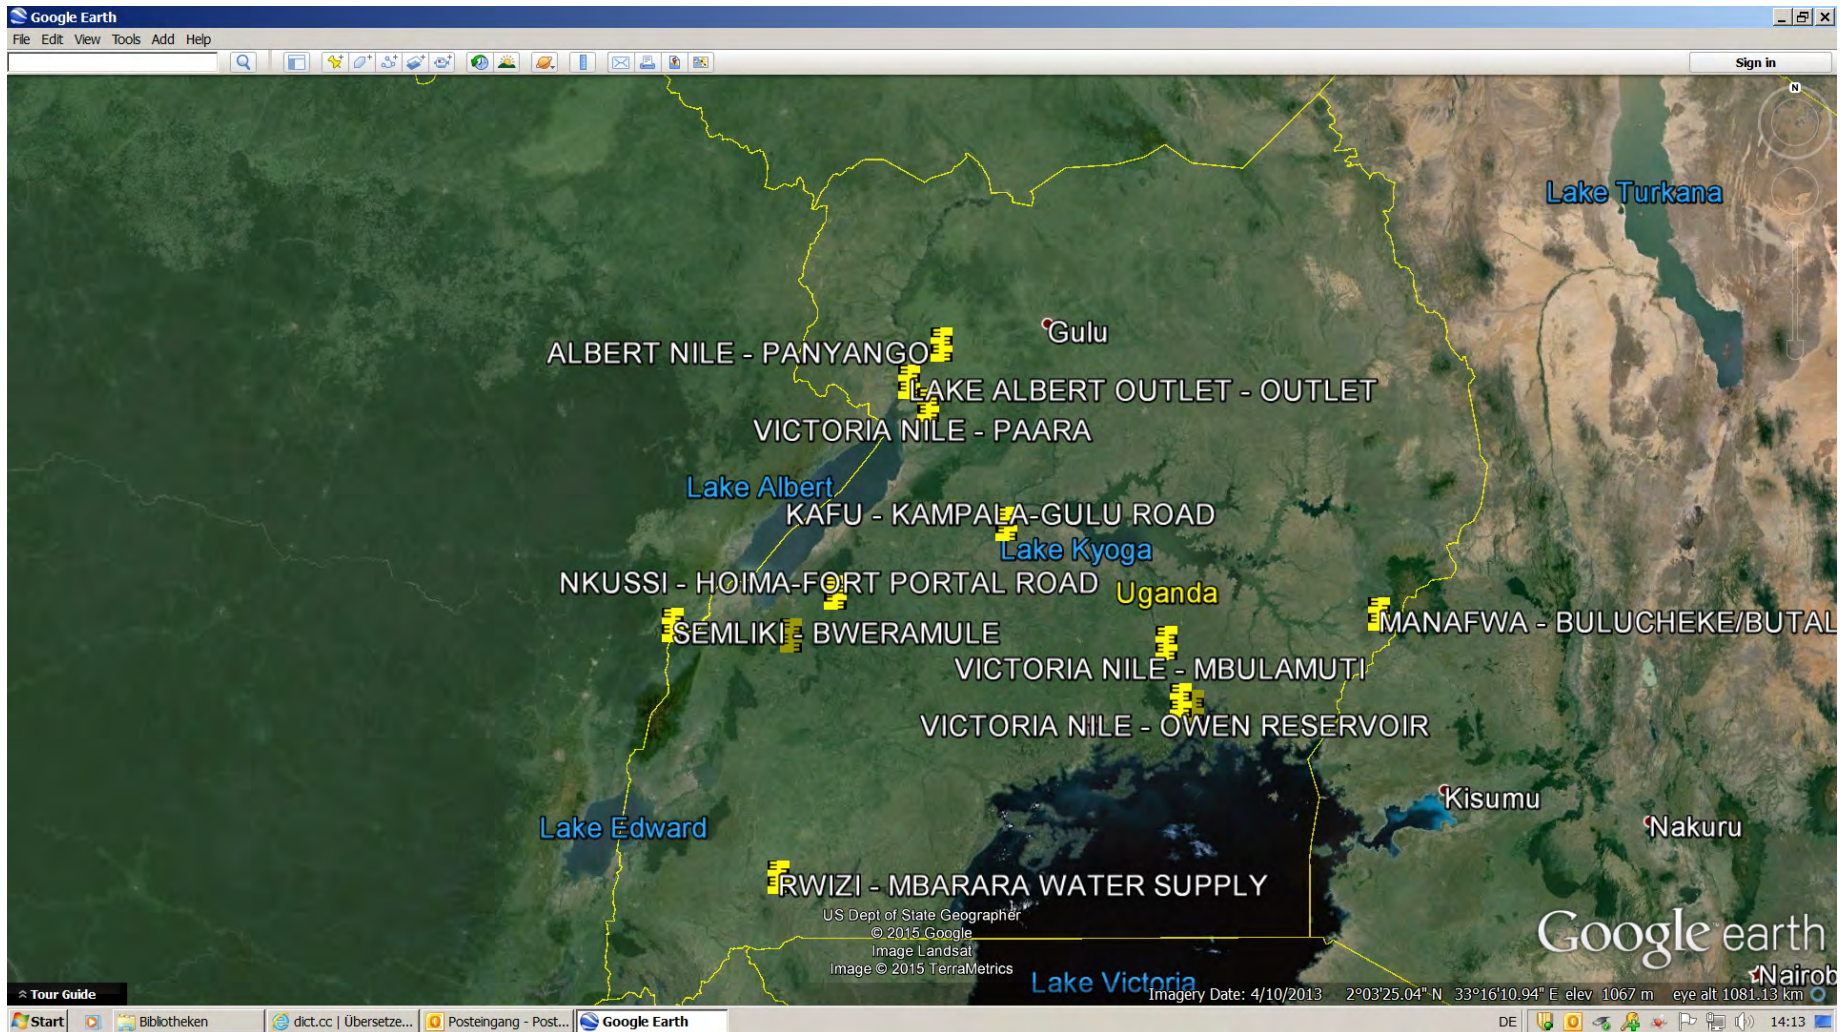 Google Earth
File Edit View Tools Add Help
Sign in
N
Lake Turkana
Gulu
ALBERT NILE - PANYANGO
LAKE ALBERT OUTLET - OUTLET
VICTORIA NILE - PAARA
Lake Albert
KAFU - KAMPALA-GULU ROAD
Lake Kyoga
NKUSSI - HOIMA-FORT PORTAL ROAD
Uganda
SEMLIKI - BWERAMULE
MANAFWA - BULUCHEKE/BUTAL
VICTORIA NILE - MBULAMUTI
VICTORIA NILE - OWEN RESERVOIR
Kisumu
Nakuru
Lake Edward
RWIZI - MBARARA WATER SUPPLY
US Dept of State Geographer
© 2015 Google
Image Landsat
Image © 2015 TerraMetrics
Google earth
Nairob
Lake Victoria
Tour Guide
Imagery Date: 4/10/2013 2°03'25.04" N 33°16'10.94" E elev 1067 m eye alt 1081.13 km
Start Bibliotheken dict.cc | Übersetze... Posteingang - Post... Google Earth DE 14:13